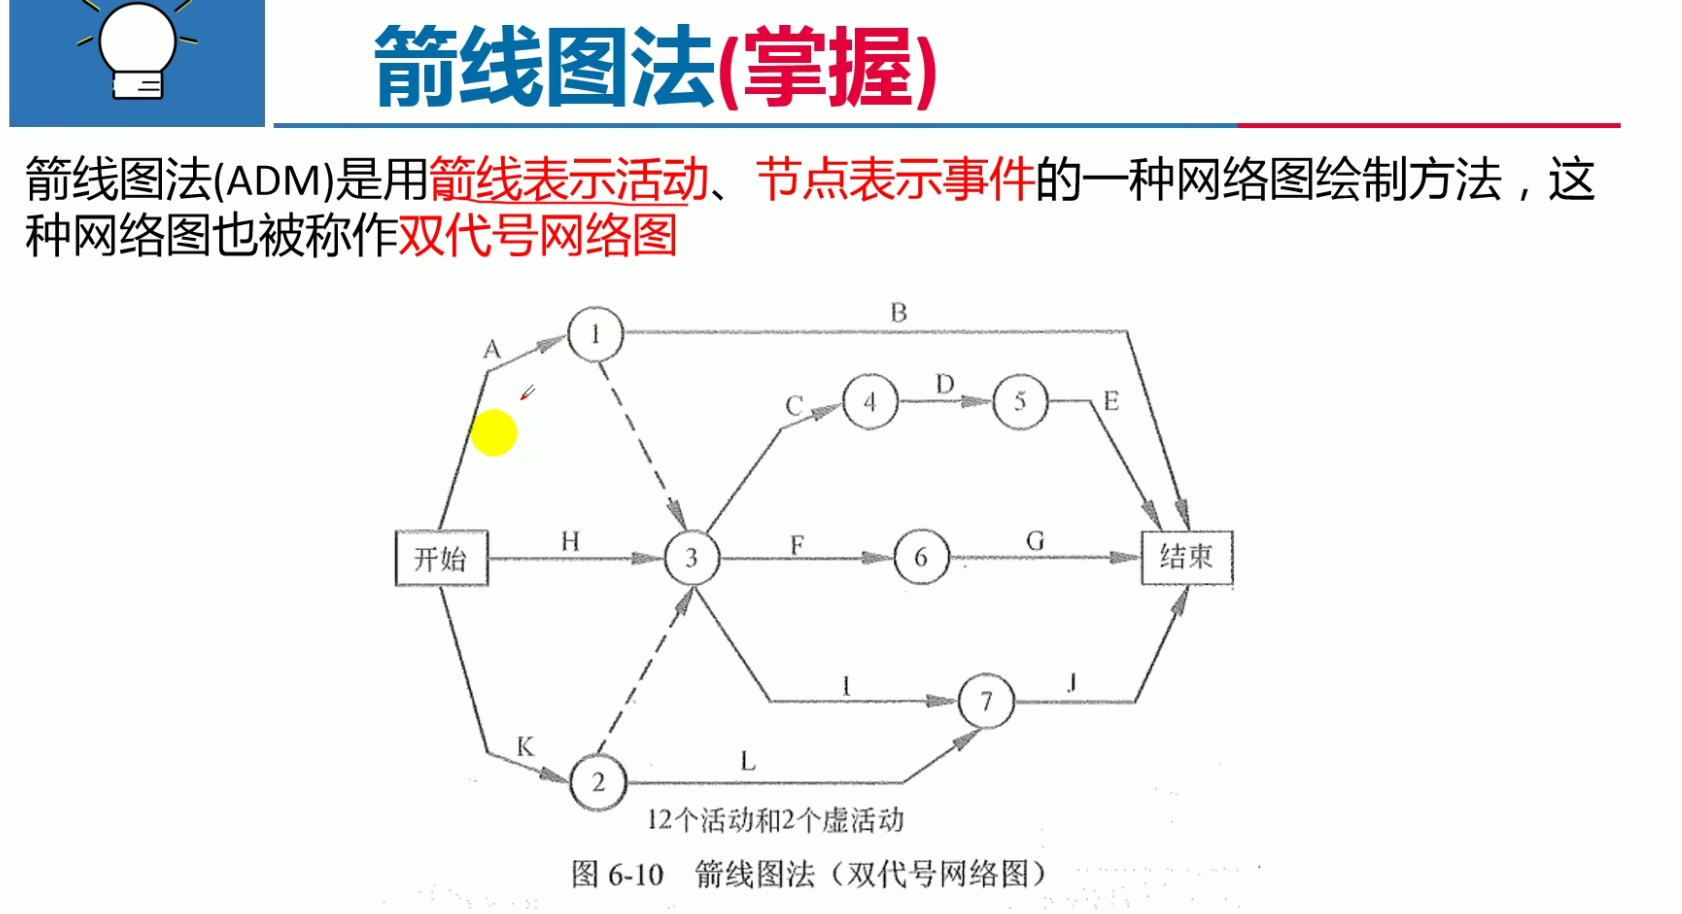 箭线图法(掌握)
箭线图法(ADM)是用箭线表示活动、节点表示事件的一种网络图绘制方法，这
种网络图也被称作双代号网络图
B
1
A
D
C
4
5
E
H
F
G
开始
3
6
结束
I
J
7
K
L
2
12个活动和2个虚活动
图 6-10 箭线图法（双代号网络图）